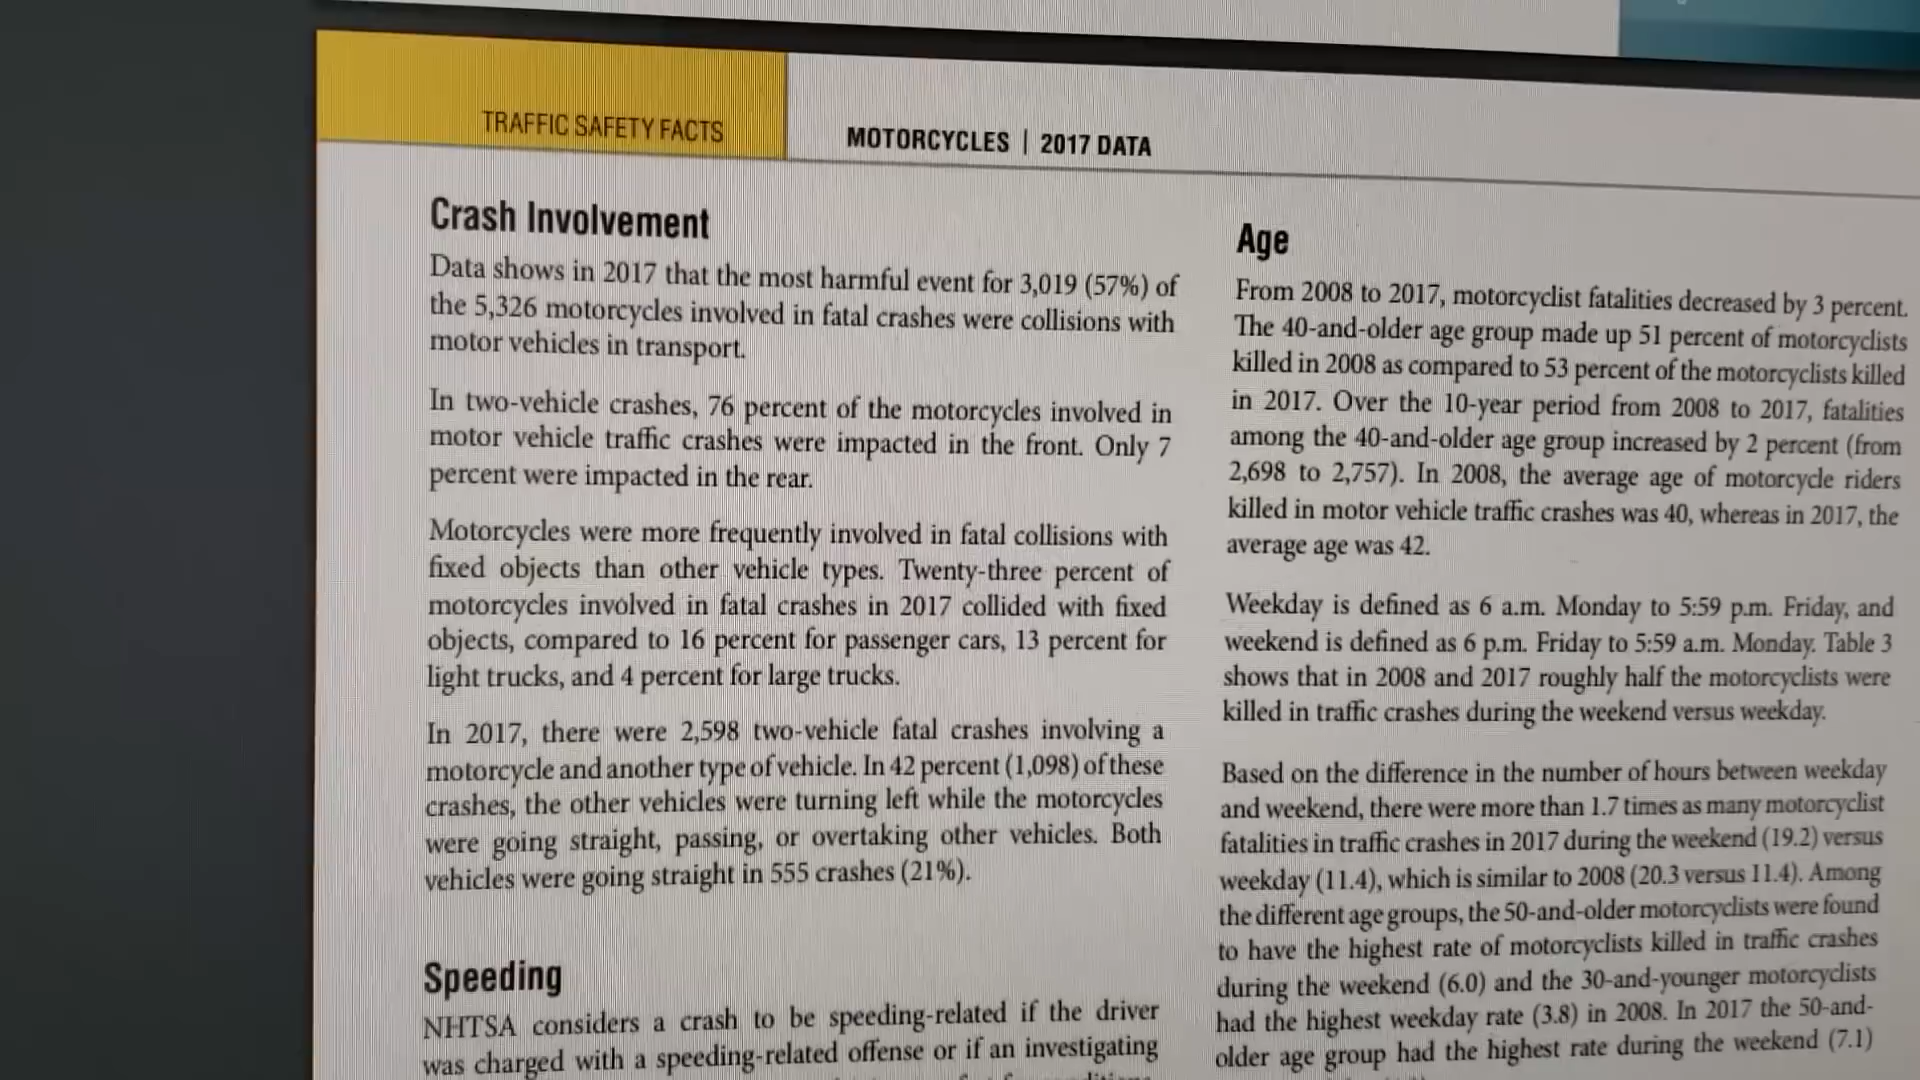 TRAFFIC SAFETY FACTS
MOTORCYCLES | 2017 DATA
Crash Involvement
Data shows in 2017 that the most harmful event for 3,019 (57%) of
the 5,326 motorcycles involved in fatal crashes were collisions with
motor vehicles in transport.
In two-vehicle crashes, 76 percent of the motorcycles involved in
motor vehicle traffic crashes were impacted in the front. Only 7
percent were impacted in the rear.
Motorcycles were more frequently involved in fatal collisions with
fixed objects than other vehicle types. Twenty-three percent of
motorcycles involved in fatal crashes in 2017 collided with fixed
objects, compared to 16 percent for passenger cars, 13 percent for
light trucks, and 4 percent for large trucks.
In 2017, there were 2,598 two-vehicle fatal crashes involving a
motorcycle and another type of vehicle. In 42 percent (1,098) of these
crashes, the other vehicles were turning left while the motorcycles
were going straight, passing, or overtaking other vehicles. Both
vehicles were going straight in 555 crashes (21%).
Speeding
NHTSA considers a crash to be speeding-related if the driver
was charged with a speeding-related offense or if an investigating
Age
From 2008 to 2017, motorcyclist fatalities decreased by 3 percent.
The 40-and-older age group made up 51 percent of motorcyclists
killed in 2008 as compared to 53 percent of the motorcyclists killed
in 2017. Over the 10-year period from 2008 to 2017, fatalities
among the 40-and-older age group increased by 2 percent (from
2,698 to 2,757). In 2008, the average age of motorcycle riders
killed in motor vehicle traffic crashes was 40, whereas in 2017, the
average age was 42.
Weekday is defined as 6 a.m. Monday to 5:59 p.m. Friday, and
weekend is defined as 6 p.m. Friday to 5:59 a.m. Monday. Table 3
shows that in 2008 and 2017 roughly half the motorcyclists were
killed in traffic crashes during the weekend versus weekday.
Based on the difference in the number of hours between weekday
and weekend, there were more than 1.7 times as many motorcyclist
fatalities in traffic crashes in 2017 during the weekend (19.2) versus
weekday (11.4), which is similar to 2008 (20.3 versus 11.4). Among
the different age groups, the 50-and-older motorcyclists were found
to have the highest rate of motorcyclists killed in traffic crashes
during the weekend (6.0) and the 30-and-younger motorcyclists
had the highest weekday rate (3.8) in 2008. In 2017 the 50-and-
older age group had the highest rate during the weekend (7.1)